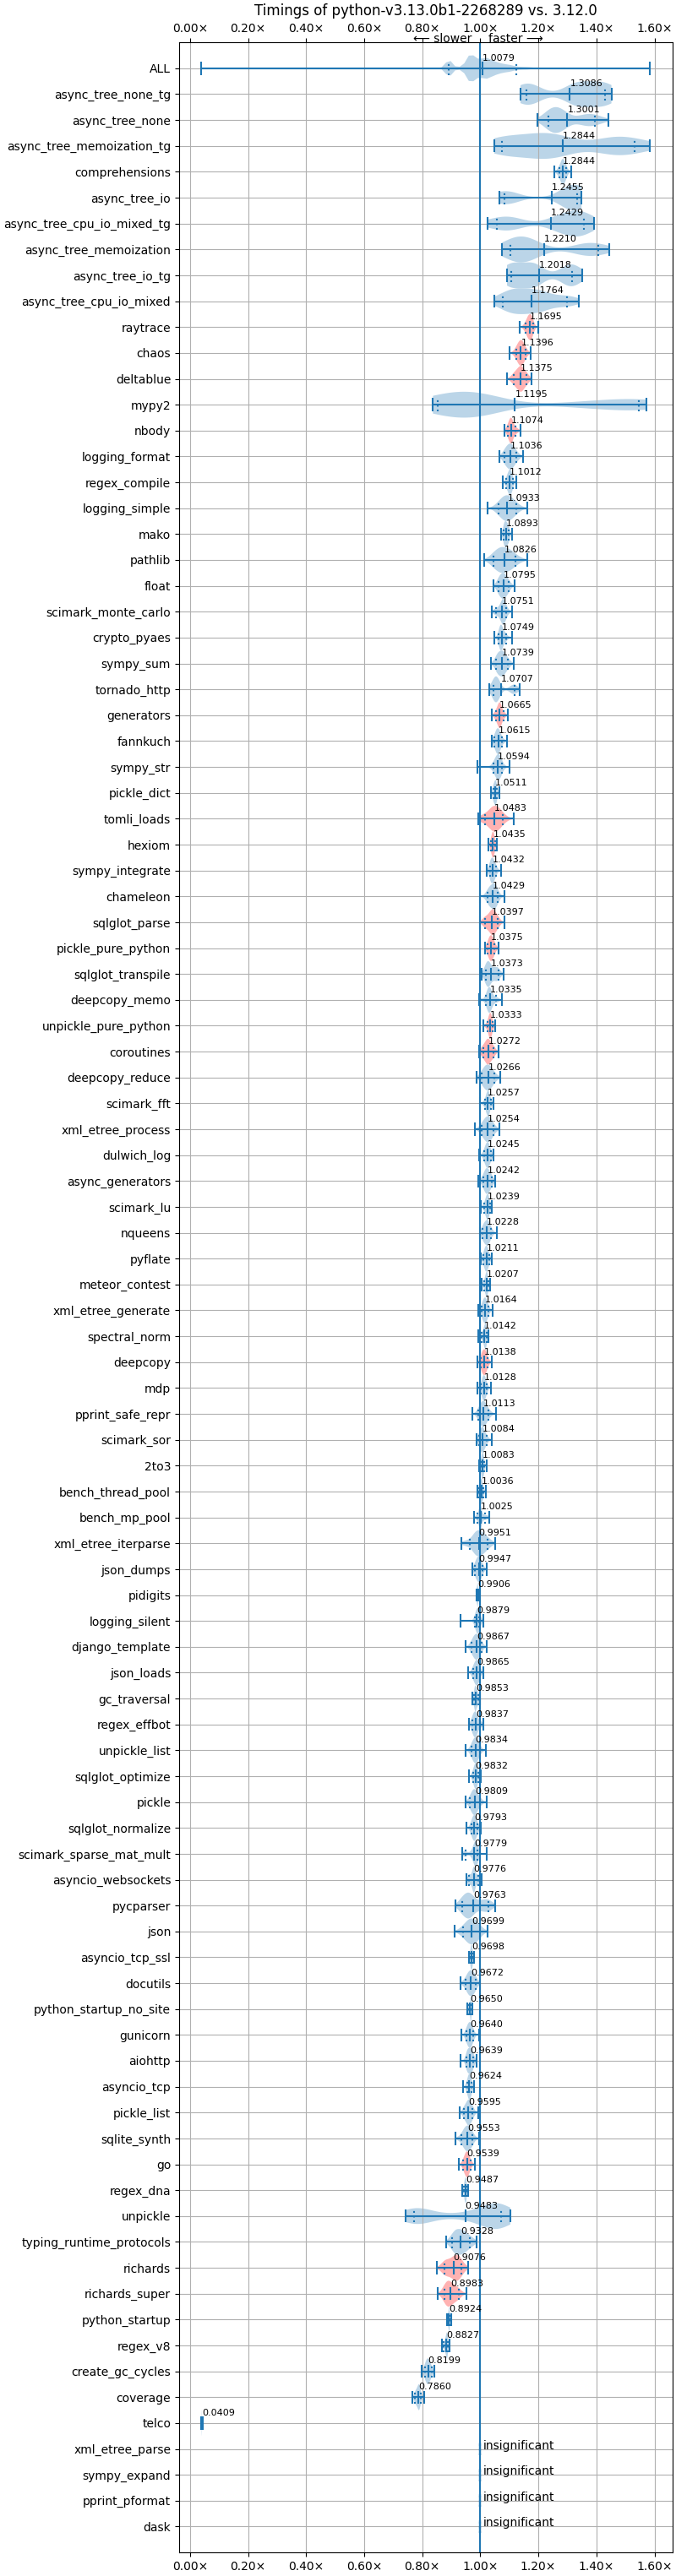 Timings of python-v3.13.0b1-2268289 vs. 3.12.0
0.00× 0.20× 0.40× 0.60× 0.80× 1.00× 1.20× 1.40× 1.60×
⟵ slower faster ⟶
ALL 1.0079
async_tree_none_tg 1.3086
async_tree_none 1.3001
async_tree_memoization_tg 1.2844
comprehensions 1.2844
async_tree_io 1.2455
async_tree_cpu_io_mixed_tg 1.2429
async_tree_memoization 1.2210
async_tree_io_tg 1.2018
async_tree_cpu_io_mixed 1.1764
raytrace 1.1695
chaos 1.1396
deltablue 1.1375
mypy2 1.1195
nbody 1.1074
logging_format 1.1036
regex_compile 1.1012
logging_simple 1.0933
mako 1.0893
pathlib 1.0826
float 1.0795
scimark_monte_carlo 1.0751
crypto_pyaes 1.0749
sympy_sum 1.0739
tornado_http 1.0707
generators 1.0665
fannkuch 1.0615
sympy_str 1.0594
pickle_dict 1.0511
tomli_loads 1.0483
hexiom 1.0435
sympy_integrate 1.0432
chameleon 1.0429
sqlglot_parse 1.0397
pickle_pure_python 1.0375
sqlglot_transpile 1.0373
deepcopy_memo 1.0335
unpickle_pure_python 1.0333
coroutines 1.0272
deepcopy_reduce 1.0266
scimark_fft 1.0257
xml_etree_process 1.0254
dulwich_log 1.0245
async_generators 1.0242
scimark_lu 1.0239
nqueens 1.0228
pyflate 1.0211
meteor_contest 1.0207
xml_etree_generate 1.0164
spectral_norm 1.0142
deepcopy 1.0138
mdp 1.0128
pprint_safe_repr 1.0113
scimark_sor 1.0084
2to3 1.0083
bench_thread_pool 1.0036
bench_mp_pool 1.0025
xml_etree_iterparse 0.9951
json_dumps 0.9947
pidigits 0.9906
logging_silent 0.9879
django_template 0.9867
json_loads 0.9865
gc_traversal 0.9853
regex_effbot 0.9837
unpickle_list 0.9834
sqlglot_optimize 0.9832
pickle 0.9809
sqlglot_normalize 0.9793
scimark_sparse_mat_mult 0.9779
asyncio_websockets 0.9776
pycparser 0.9763
json 0.9699
asyncio_tcp_ssl 0.9698
docutils 0.9672
python_startup_no_site 0.9650
gunicorn 0.9640
aiohttp 0.9639
asyncio_tcp 0.9624
pickle_list 0.9595
sqlite_synth 0.9553
go 0.9539
regex_dna 0.9487
unpickle 0.9483
typing_runtime_protocols 0.9328
richards 0.9076
richards_super 0.8983
python_startup 0.8924
regex_v8 0.8827
create_gc_cycles 0.8199
coverage 0.7860
telco 0.0409
xml_etree_parse insignificant
sympy_expand insignificant
pprint_pformat insignificant
dask insignificant
0.00× 0.20× 0.40× 0.60× 0.80× 1.00× 1.20× 1.40× 1.60×